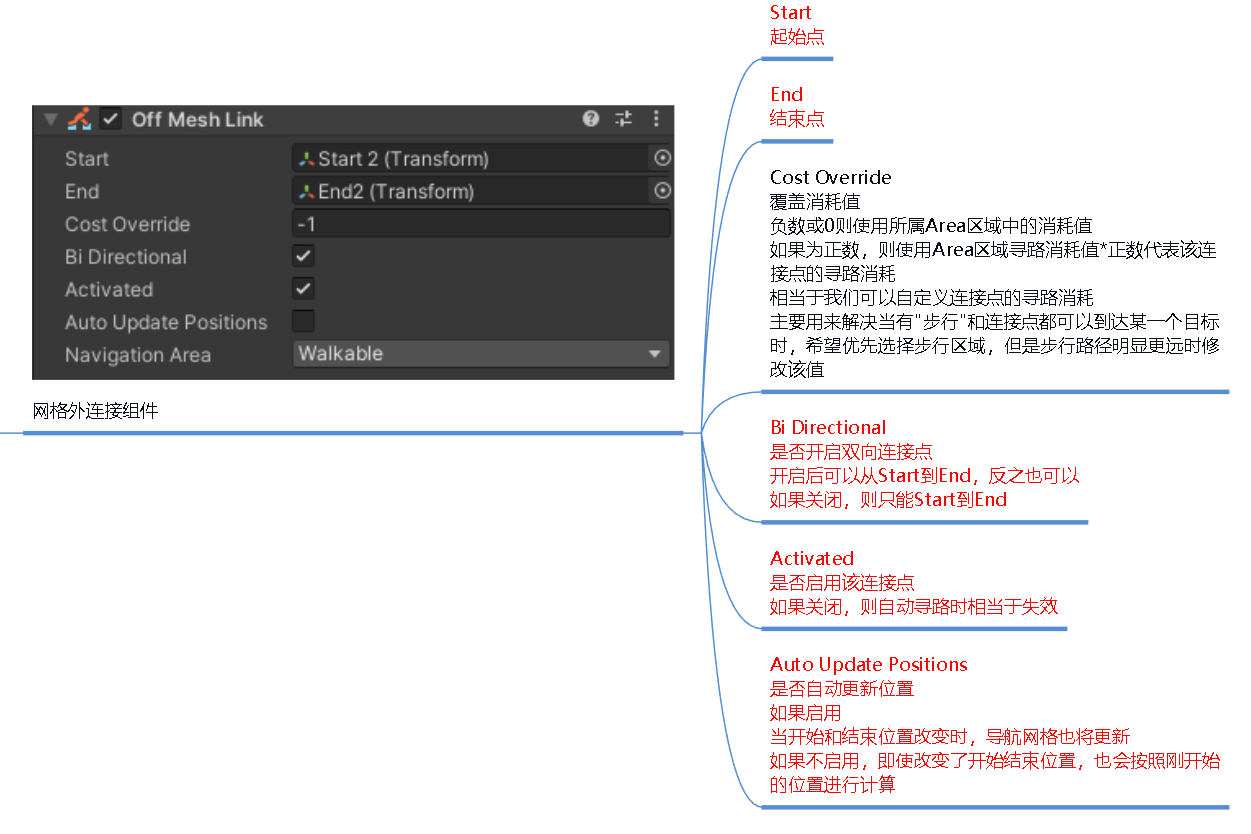 Off Mesh Link
Start
Start 2 (Transform)
End
End2 (Transform)
Cost Override
-1
Bi Directional
Activated
Auto Update Positions
Navigation Area
Walkable
网格外连接组件
Start
起始点
End
结束点
Cost Override
覆盖消耗值
负数或0则使用所属Area区域中的消耗值
如果为正数，则使用Area区域寻路消耗值*正数代表该连
接点的寻路消耗
相当于我们可以自定义连接点的寻路消耗
主要用来解决当有"步行"和连接点都可以到达某一个目标
时，希望优先选择步行区域，但是步行路径明显更远时修
改该值
Bi Directional
是否开启双向连接点
开启后可以从Start到End，反之也可以
如果关闭，则只能Start到End
Activated
是否启用该连接点
如果关闭，则自动寻路时相当于失效
Auto Update Positions
是否自动更新位置
如果启用
当开始和结束位置改变时，导航网格也将更新
如果不启用，即使改变了开始结束位置，也会按照刚开始
的位置进行计算